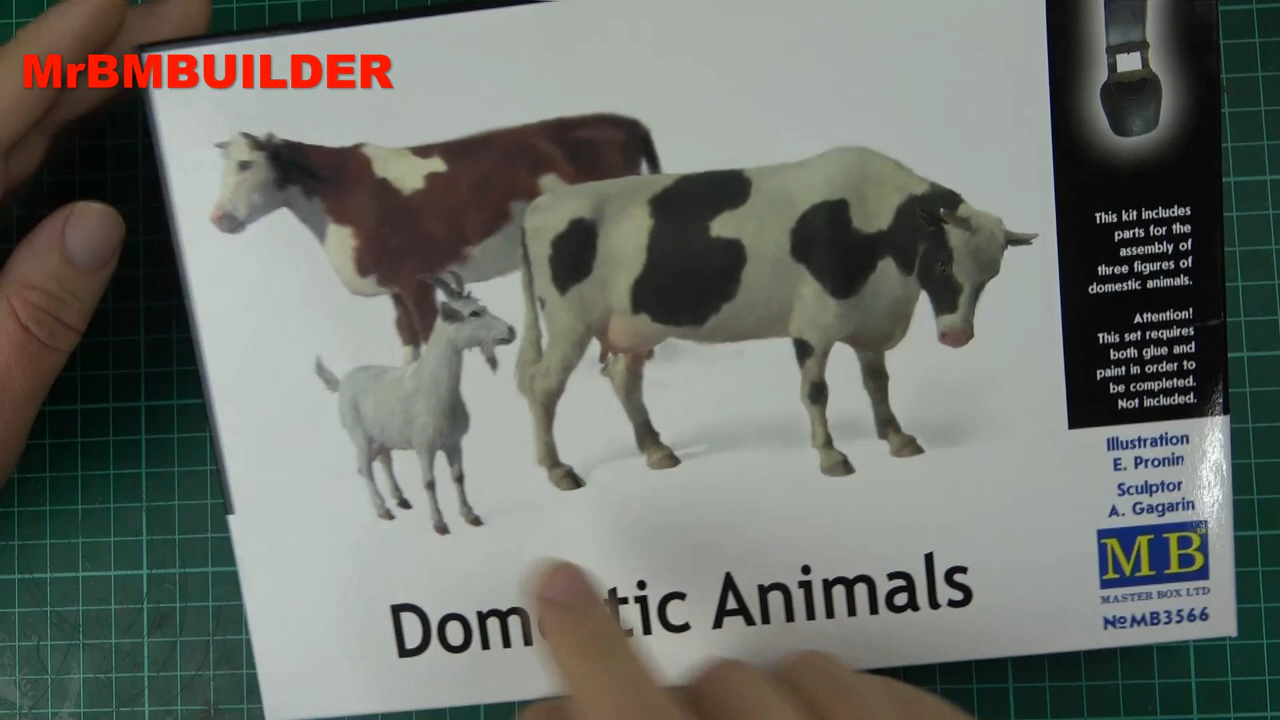 MrBMBUILDER
This kit includes
parts for the
assembly of
three figures of
domestic animals.
Attention!
This set requires
both glue and
paint in order to
be completed.
Not included.
Illustration
E. Pronin
Sculptor
A. Gagarin
MB
MASTER BOX LTD
№MB3566
Domestic Animals